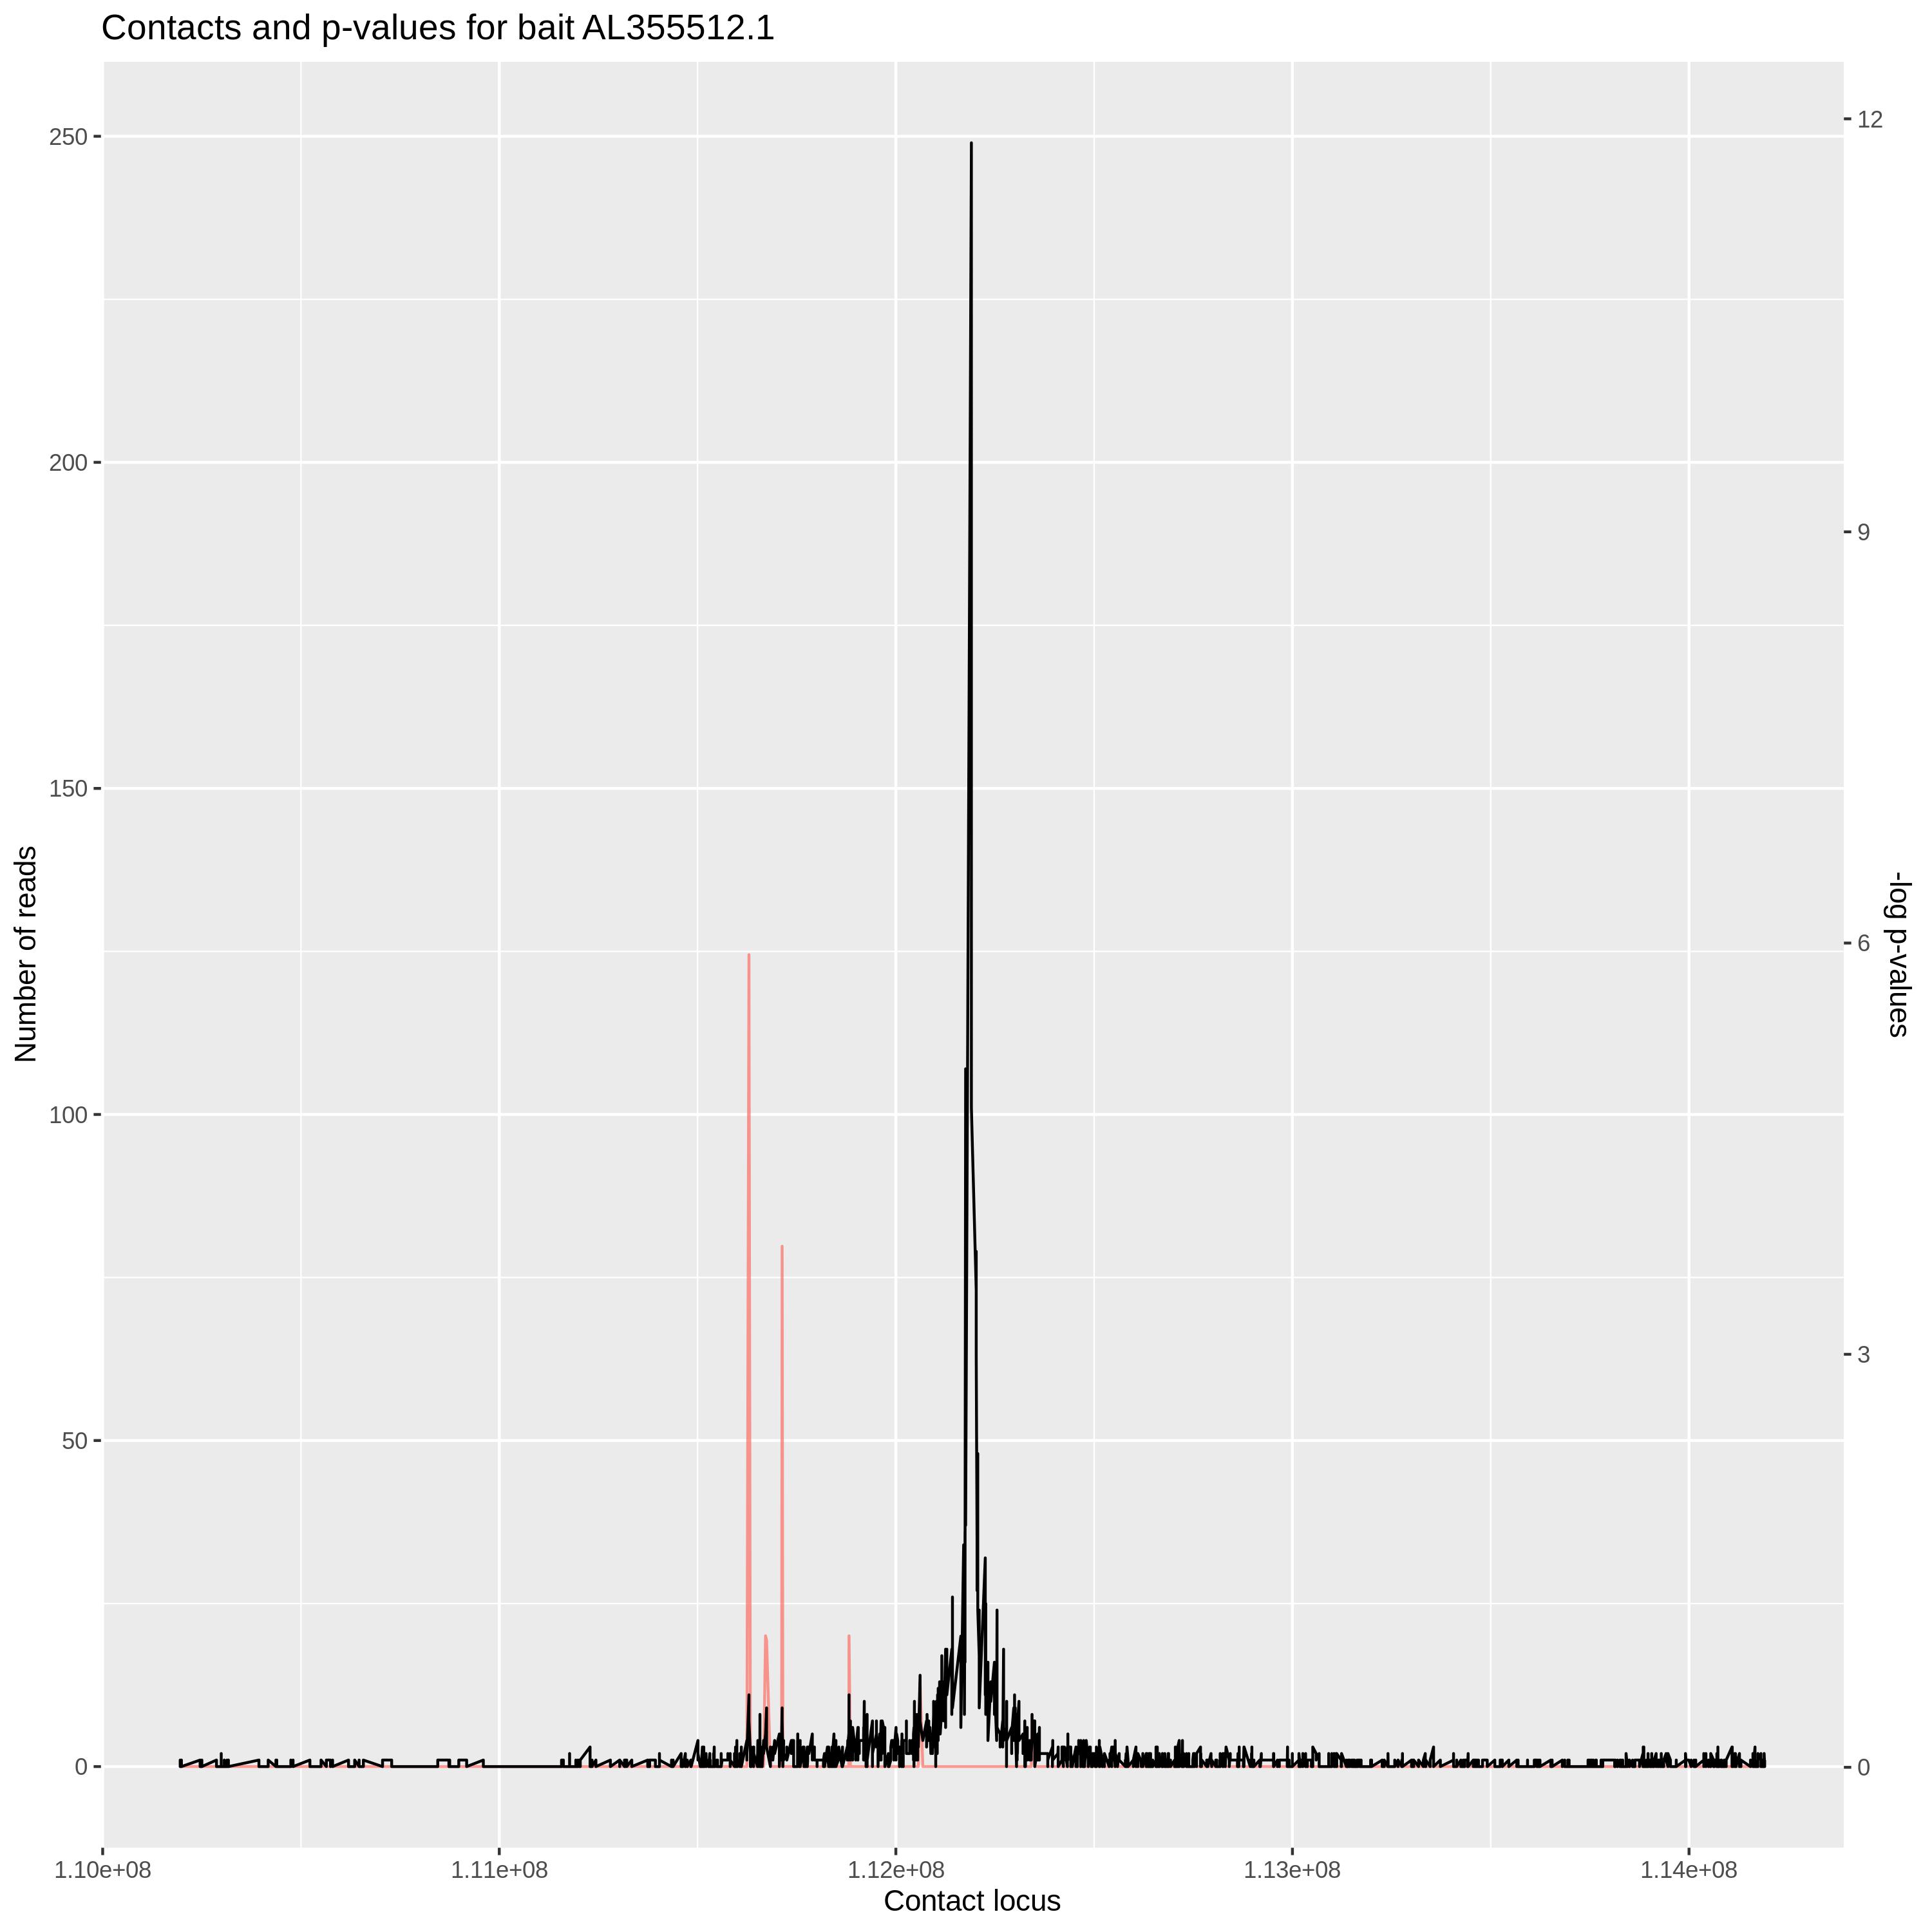 Contacts and p-values for bait AL355512.1
250
200
150
100
50
0
Number of reads
12
9
6
3
0
-log p-values
1.10e+08
1.11e+08
1.12e+08
1.13e+08
1.14e+08
Contact locus